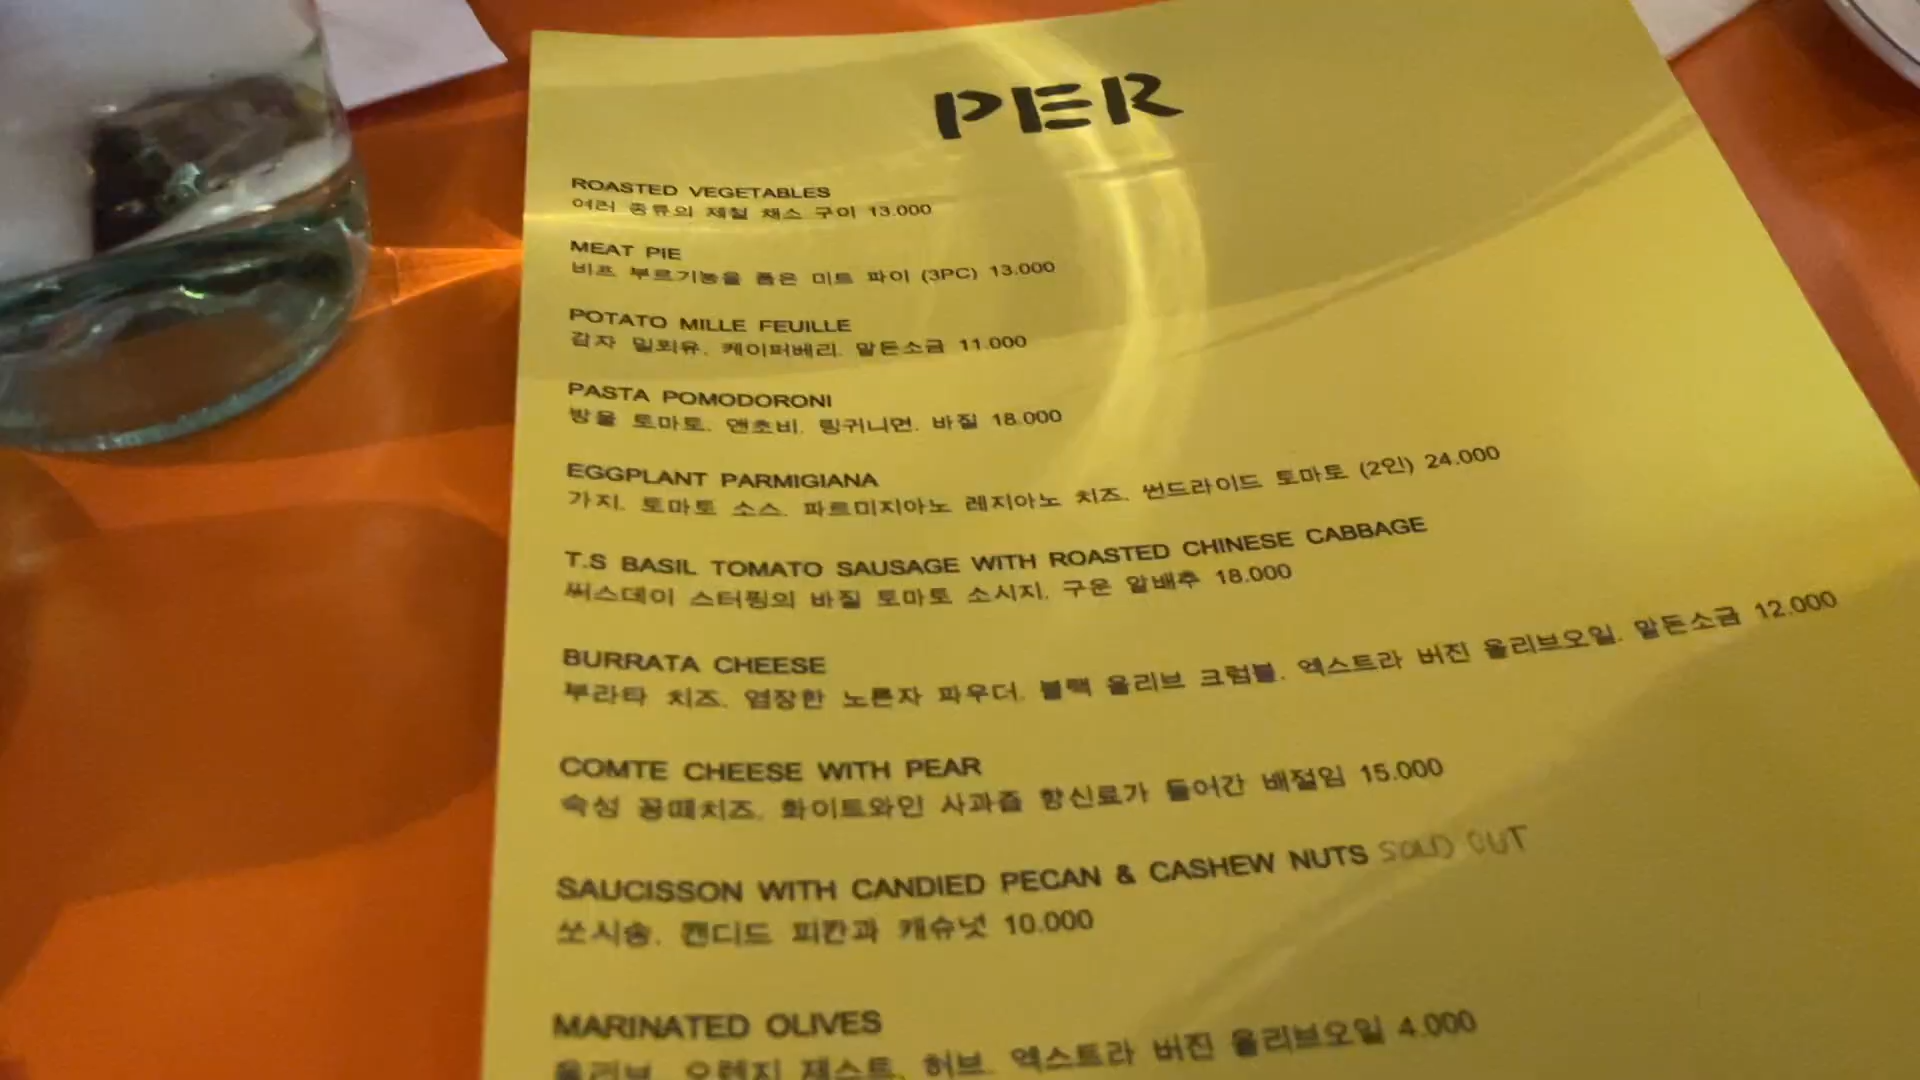 PER
ROASTED VEGETABLES
여러 종류의 제철 채소 구이 13.000
MEAT PIE
비프 부르기뇽을 품은 미트 파이 (3PC) 13.000
POTATO MILLE FEUILLE
감자 밀푀유, 케이퍼베리, 말돈소금 11.000
PASTA POMODORONI
방울 토마토, 앤초비, 링귀니면, 바질 18.000
EGGPLANT PARMIGIANA
가지, 토마토 소스, 파르미지아노 레지아노 치즈, 썬드라이드 토마토 (2인) 24.000
T.S BASIL TOMATO SAUSAGE WITH ROASTED CHINESE CABBAGE
써스데이 스터핑의 바질 토마토 소시지, 구운 알배추 18.000
BURRATA CHEESE
부라타 치즈, 염장한 노른자 파우더, 블랙 올리브 크럼블, 엑스트라 버진 올리브오일, 말돈소금 12.000
COMTE CHEESE WITH PEAR
숙성 꽁떼치즈, 화이트와인 사과즙 향신료가 들어간 배절임 15.000
SAUCISSON WITH CANDIED PECAN & CASHEW NUTS SOLD OUT
쏘시송, 캔디드 피칸과 캐슈넛 10.000
MARINATED OLIVES
올리브, 오렌지 제스트, 허브, 엑스트라 버진 올리브오일 4.000